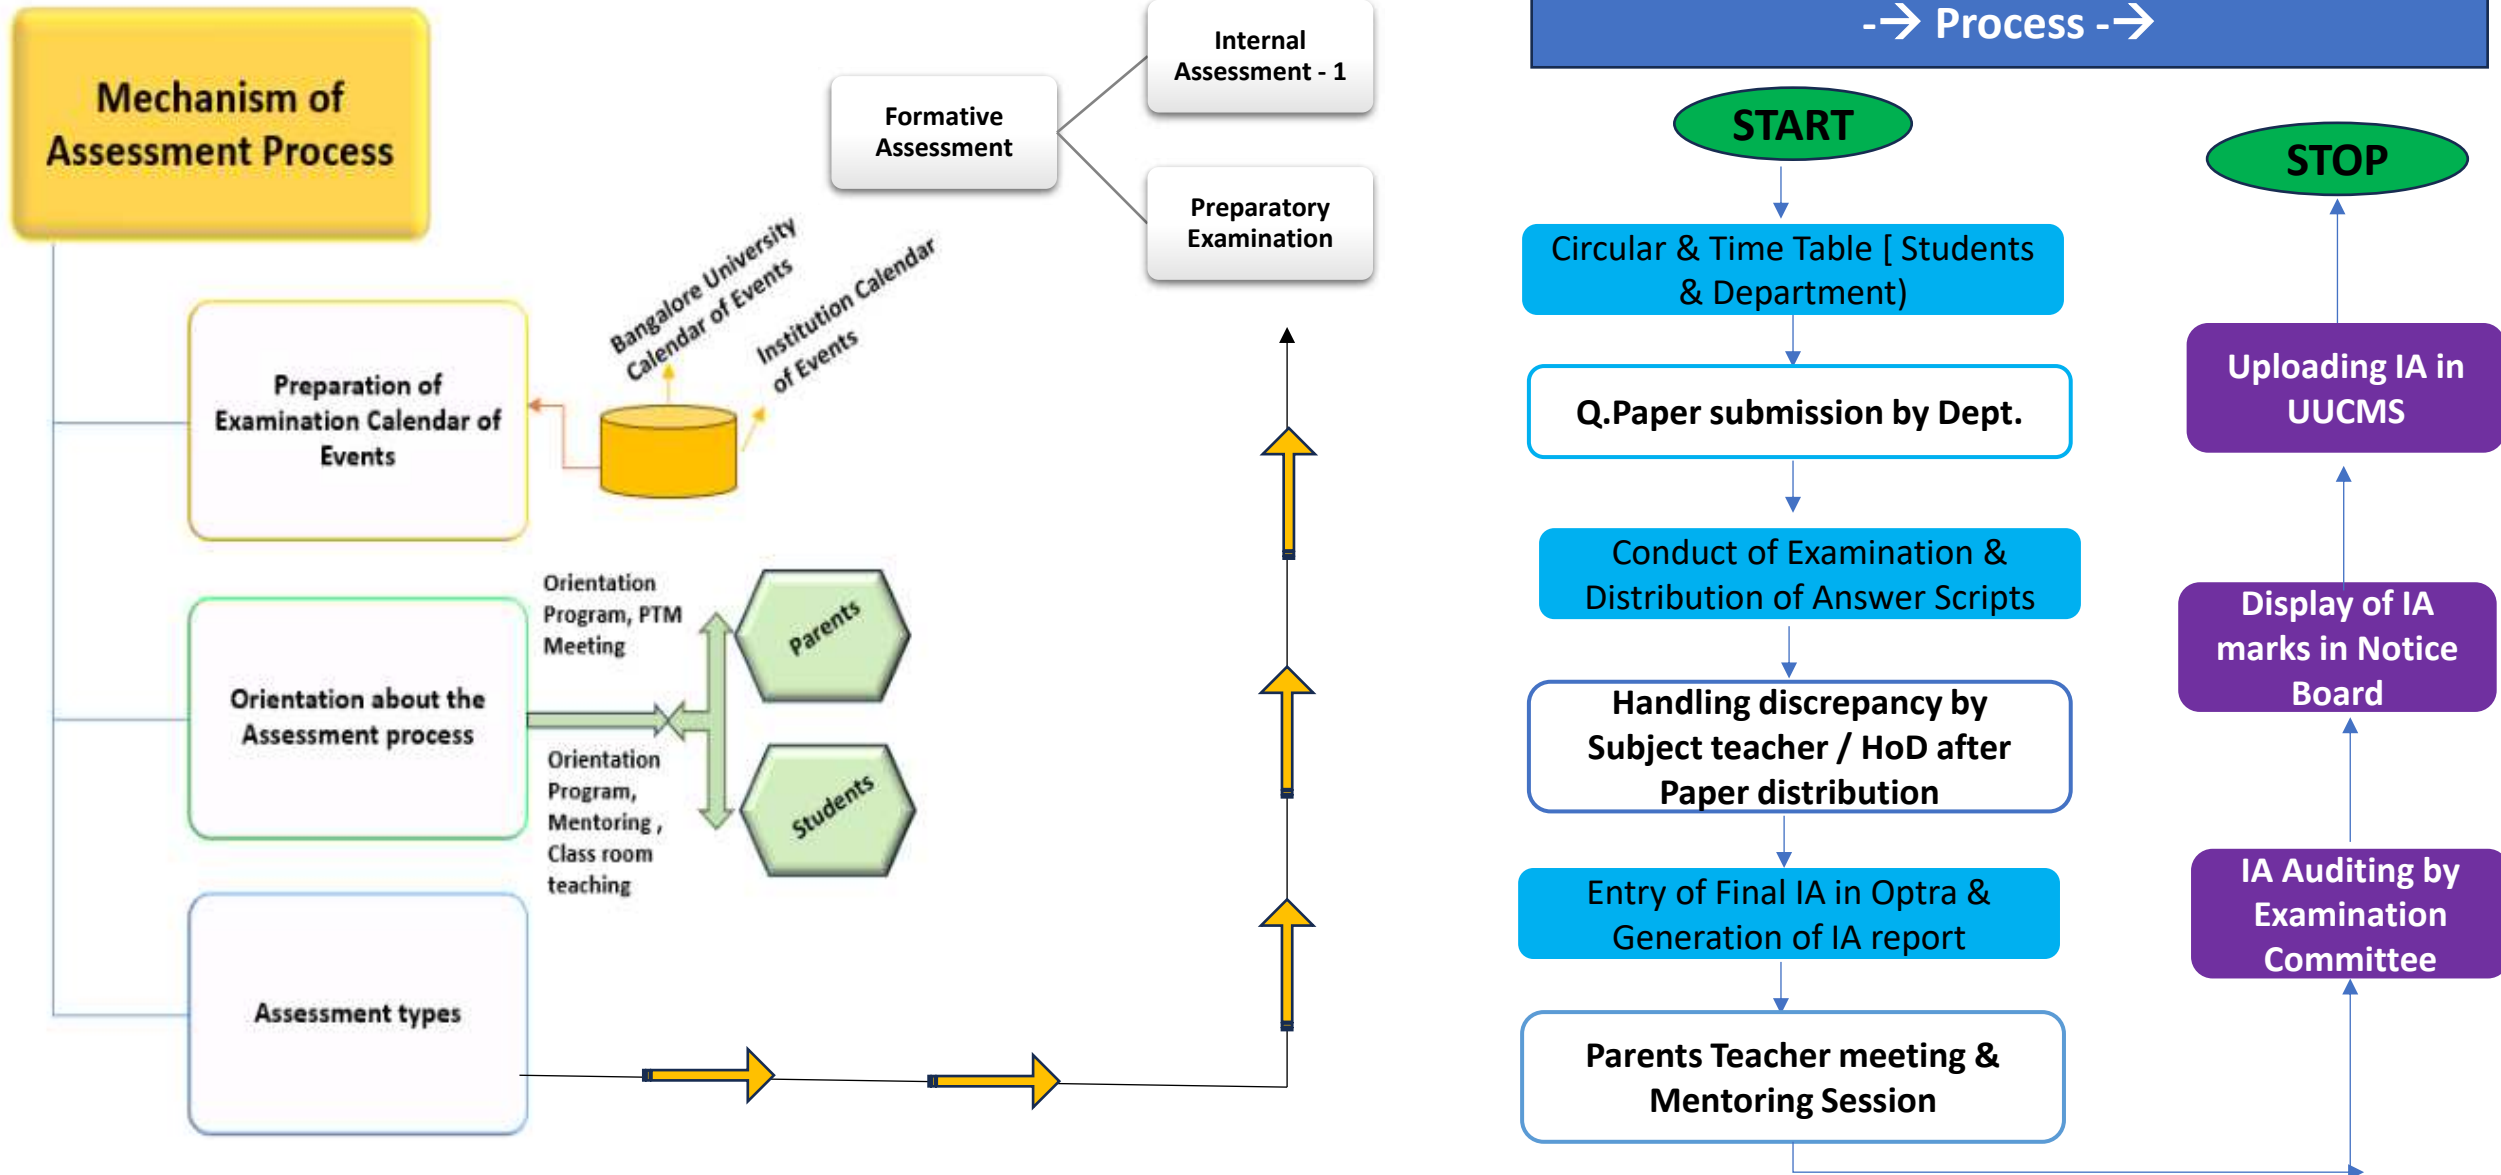 Mechanism of
Assessment Process
Preparation of
Examination Calendar of
Events
Bangalore University
Calendar of Events
Institution Calendar
of Events
Orientation about the
Assessment process
Orientation
Program, PTM
Meeting
Parents
Orientation
Program,
Mentoring ,
Class room
teaching
Students
Assessment types
Formative
Assessment
Internal
Assessment - 1
Preparatory
Examination
-→ Process -→
START
Circular & Time Table [ Students
& Department)
Q.Paper submission by Dept.
Conduct of Examination &
Distribution of Answer Scripts
Handling discrepancy by
Subject teacher / HoD after
Paper distribution
Entry of Final IA in Optra &
Generation of IA report
Parents Teacher meeting &
Mentoring Session
IA Auditing by
Examination
Committee
Display of IA
marks in Notice
Board
Uploading IA in
UUCMS
STOP